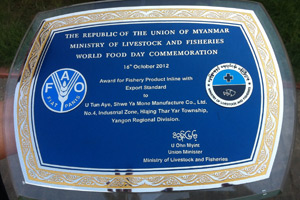 THE REPUBLIC OF THE UNION OF MYANMAR
MINISTRY OF LIVESTOCK AND FISHERIES
WORLD FOOD DAY COMMEMORATION
16th October 2012
Award for Fishery Product Inline with
Export Standard
to
U Tun Aye, Shwe Ya Mone Manufacture Co., Ltd.
No.4, Industrial Zone, Hlaing Thar Yar Township,
Yangon Regional Division.
U Ohn Myint
Union Minister
Ministry of Livestock and Fisheries
F A O
FIAT PANIS